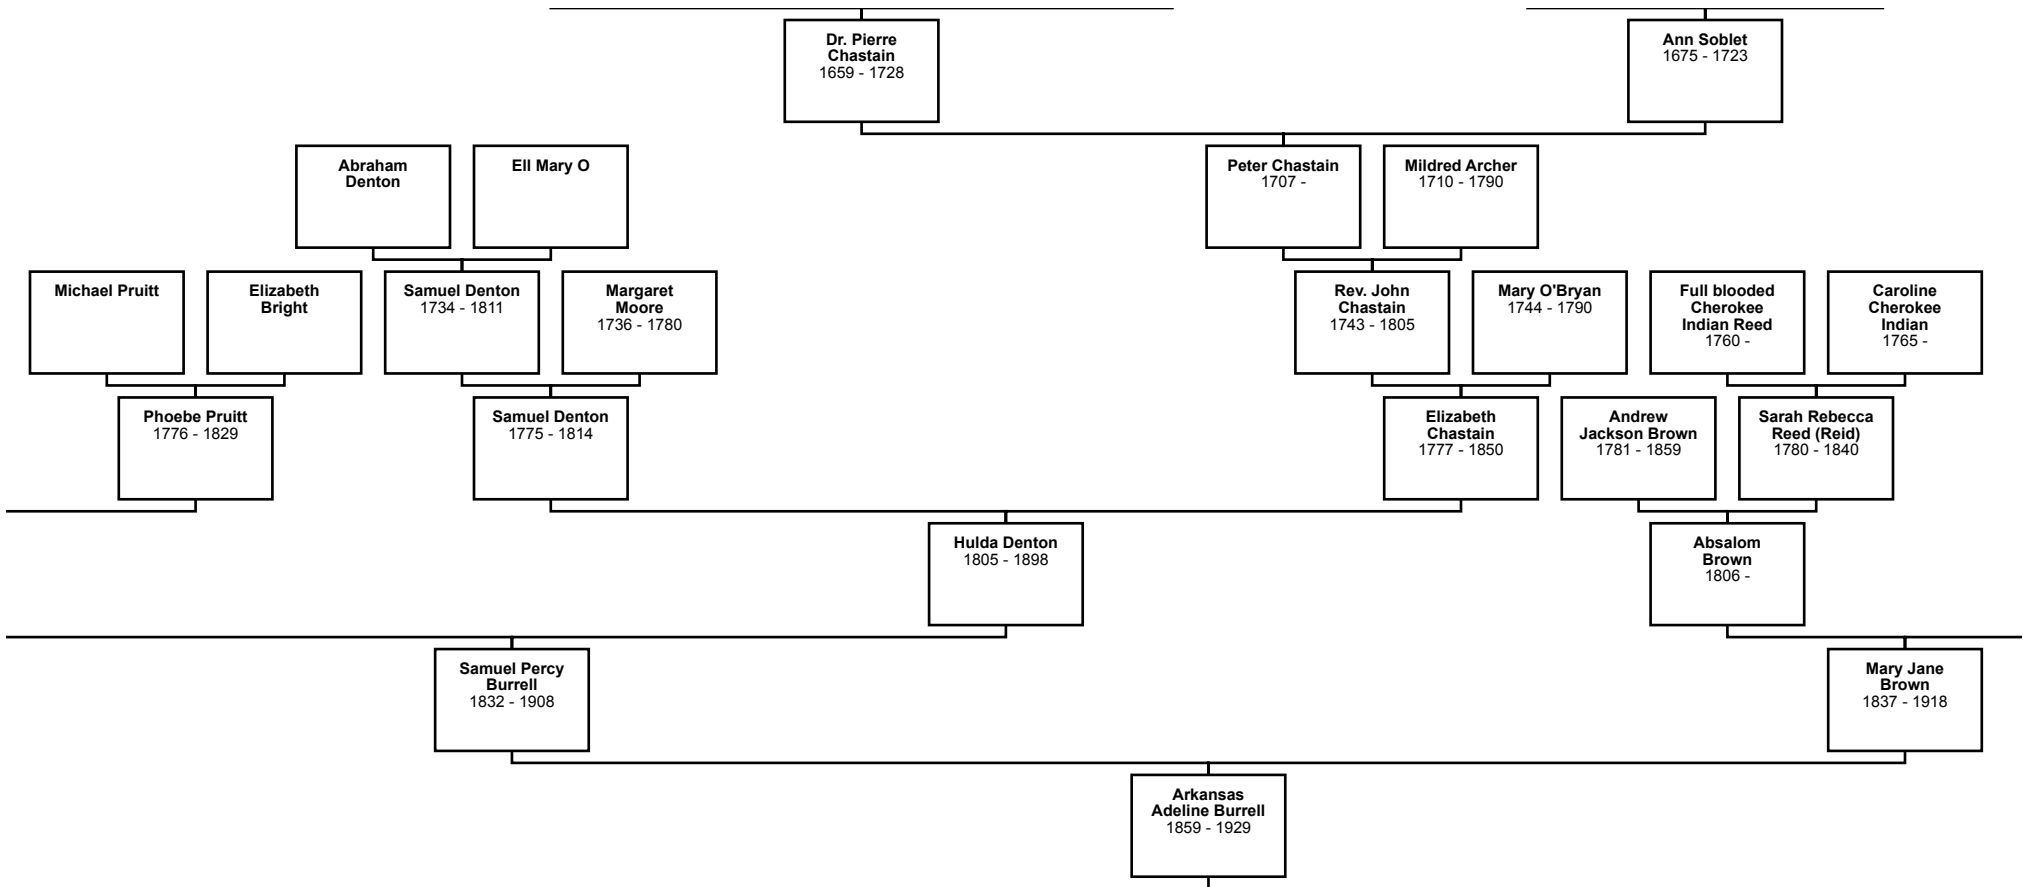 Dr. Pierre
Chastain
1659 - 1728
Ann Soblet
1675 - 1723
Abraham
Denton
Ell Mary O
Peter Chastain
1707 -
Mildred Archer
1710 - 1790
Michael Pruitt
Elizabeth
Bright
Samuel Denton
1734 - 1811
Margaret
Moore
1736 - 1780
Rev. John
Chastain
1743 - 1805
Mary O'Bryan
1744 - 1790
Full blooded
Cherokee
Indian Reed
1760 -
Caroline
Cherokee
Indian
1765 -
Phoebe Pruitt
1776 - 1829
Samuel Denton
1775 - 1814
Elizabeth
Chastain
1777 - 1850
Andrew
Jackson Brown
1781 - 1859
Sarah Rebecca
Reed (Reid)
1780 - 1840
Hulda Denton
1805 - 1898
Absalom
Brown
1806 -
Samuel Percy
Burrell
1832 - 1908
Mary Jane
Brown
1837 - 1918
Arkansas
Adeline Burrell
1859 - 1929